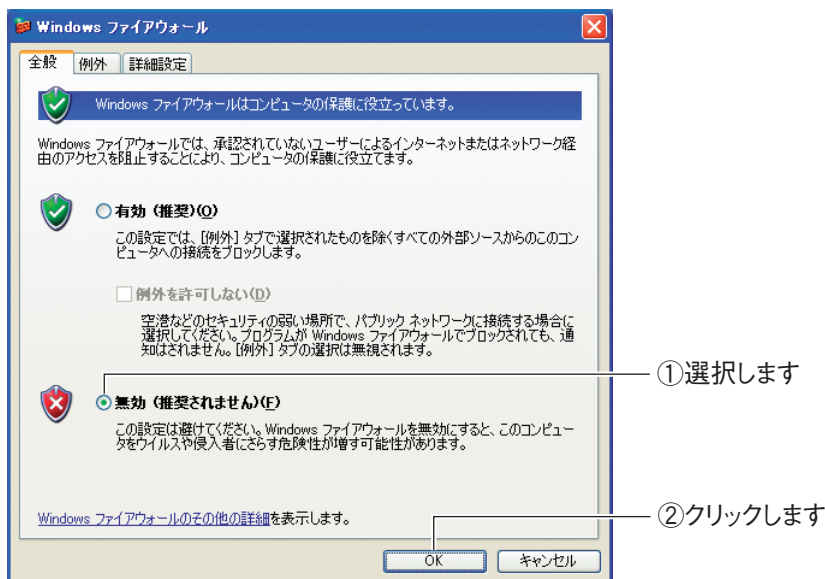 Windows ファイアウォール
全般 例外 詳細設定
Windows ファイアウォールはコンピュータの保護に役立っています。
Windows ファイアウォールでは、承認されていないユーザーによるインターネットまたはネットワーク経
由のアクセスを阻止することにより、コンピュータの保護に役立てます。
有効 (推奨)(O)
この設定では、[例外] タブで選択されたものを除くすべての外部ソースからのこのコン
ピュータへの接続をブロックします。
例外を許可しない(D)
空港などのセキュリティの弱い場所で、パブリック ネットワークに接続する場合に
選択してください。プログラムが Windows ファイアウォールでブロックされても、通
知はされません。[例外] タブの選択は無視されます。
①選択します
無効 (推奨されません)(F)
この設定は避けてください。Windows ファイアウォールを無効にすると、このコンピュー
タをウイルスや侵入者にさらす危険性が増す可能性があります。
Windows ファイアウォールのその他の詳細を表示します。
②クリックします
OK キャンセル